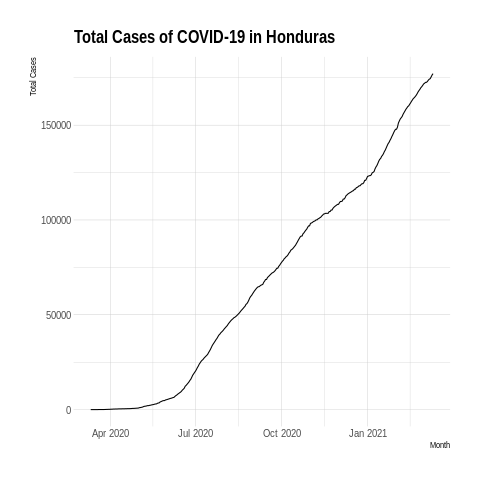 Total Cases of COVID-19 in Honduras
Total Cases
150000
100000
50000
0
Apr 2020
Jul 2020
Oct 2020
Jan 2021
Month